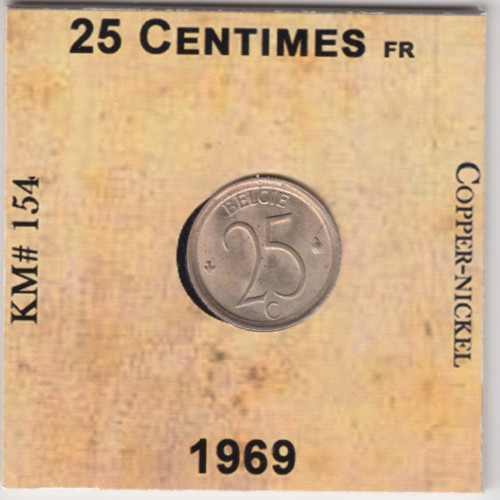 25 CENTIMES FR
KM# 154
BELGIE
25
C
COPPER-NICKEL
1969